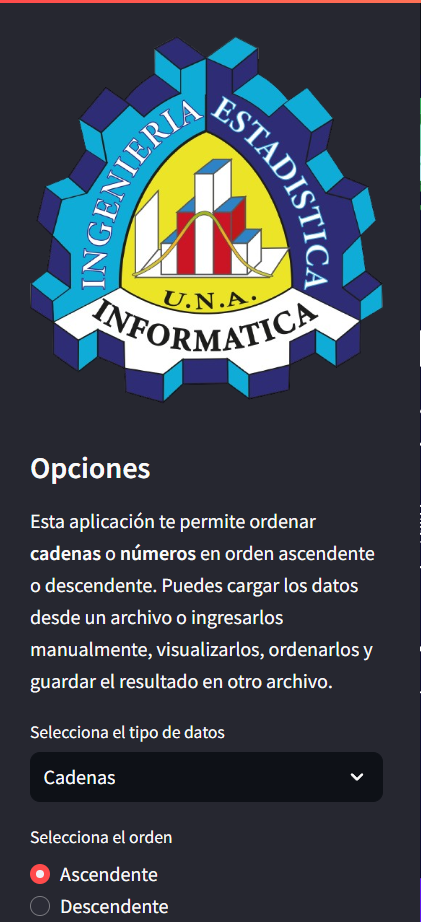 INGENIERIA
ESTADISTICA
U.N.A.
INFORMATICA
Opciones
Esta aplicación te permite ordenar
cadenas o números en orden ascendente
o descendente. Puedes cargar los datos
desde un archivo o ingresarlos
manualmente, visualizarlos, ordenarlos y
guardar el resultado en otro archivo.
Selecciona el tipo de datos
Cadenas
Selecciona el orden
Ascendente
Descendente